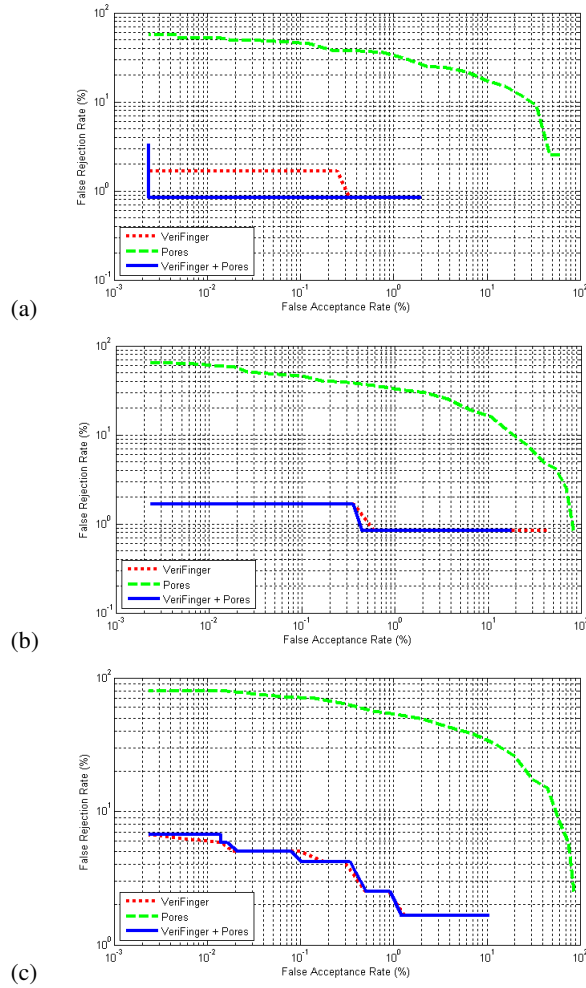 10^2
10^1
10^0
10^-1
False Rejection Rate (%)
VeriFinger
Pores
VeriFinger + Pores
10^-3 10^-2 10^-1 10^0 10^1 10^2
False Acceptance Rate (%)
(a)
10^2
10^1
10^0
10^-1
False Rejection Rate (%)
VeriFinger
Pores
VeriFinger + Pores
10^-3 10^-2 10^-1 10^0 10^1 10^2
False Acceptance Rate (%)
(b)
10^2
10^1
10^0
False Rejection Rate (%)
VeriFinger
Pores
VeriFinger + Pores
10^-3 10^-2 10^-1 10^0 10^1 10^2
False Acceptance Rate (%)
(c)